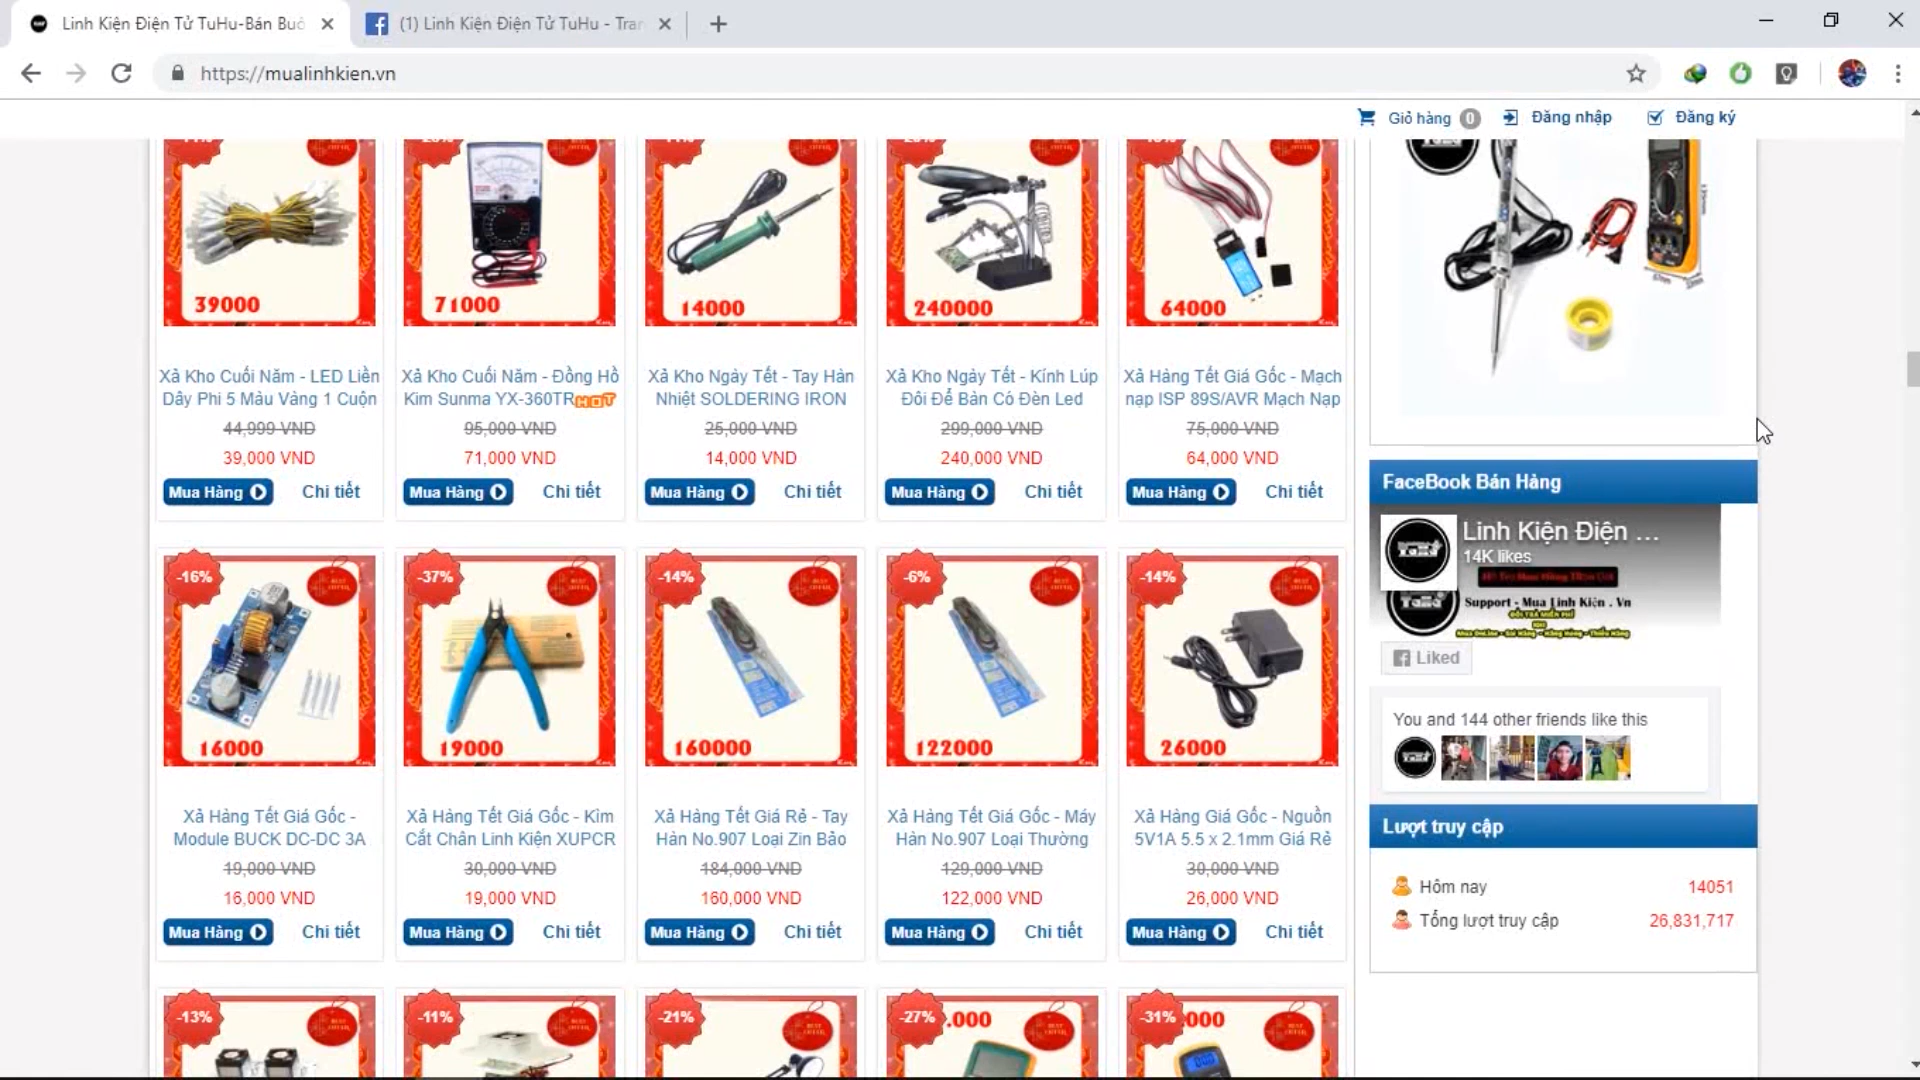 Linh Kiện Điện Tử TuHu-Bán Buô
(1) Linh Kiện Điện Tử TuHu - Tran
https://mualinhkien.vn
Giỏ hàng 0 Đăng nhập Đăng ký
39000
71000
14000
240000
64000
Xả Kho Cuối Năm - LED Liền
Dây Phi 5 Màu Vàng 1 Cuộn
44,999 VND
39,000 VND
Mua Hàng Chi tiết
Xả Kho Cuối Năm - Đồng Hồ
Kim Sunma YX-360TR HOT
95,000 VND
71,000 VND
Mua Hàng Chi tiết
Xả Kho Ngày Tết - Tay Hàn
Nhiệt SOLDERING IRON
25,000 VND
14,000 VND
Mua Hàng Chi tiết
Xả Kho Ngày Tết - Kính Lúp
Đôi Để Bàn Có Đèn Led
299,000 VND
240,000 VND
Mua Hàng Chi tiết
Xả Hàng Tết Giá Gốc - Mạch
nạp ISP 89S/AVR Mạch Nạp
75,000 VND
64,000 VND
Mua Hàng Chi tiết
-16%
16000
Xả Hàng Tết Giá Gốc -
Module BUCK DC-DC 3A
19,000 VND
16,000 VND
Mua Hàng Chi tiết
-37%
19000
Xả Hàng Tết Giá Gốc - Kìm
Cắt Chân Linh Kiện XUPCR
30,000 VND
19,000 VND
Mua Hàng Chi tiết
-14%
160000
Xả Hàng Tết Giá Rẻ - Tay
Hàn No.907 Loại Zin Bảo
184,000 VND
160,000 VND
Mua Hàng Chi tiết
-6%
122000
Xả Hàng Tết Giá Gốc - Máy
Hàn No.907 Loại Thường
129,000 VND
122,000 VND
Mua Hàng Chi tiết
-14%
26000
Xả Hàng Giá Gốc - Nguồn
5V1A 5.5 x 2.1mm Giá Rẻ
30,000 VND
26,000 VND
Mua Hàng Chi tiết
-13%
-11%
-21%
-27% .000
-31% .000
FaceBook Bán Hàng
Linh Kiện Điện ...
14K likes
Support - Mua Linh Kiện . Vn
Liked
You and 144 other friends like this
Lượt truy cập
Hôm nay 14051
Tổng lượt truy cập 26,831,717